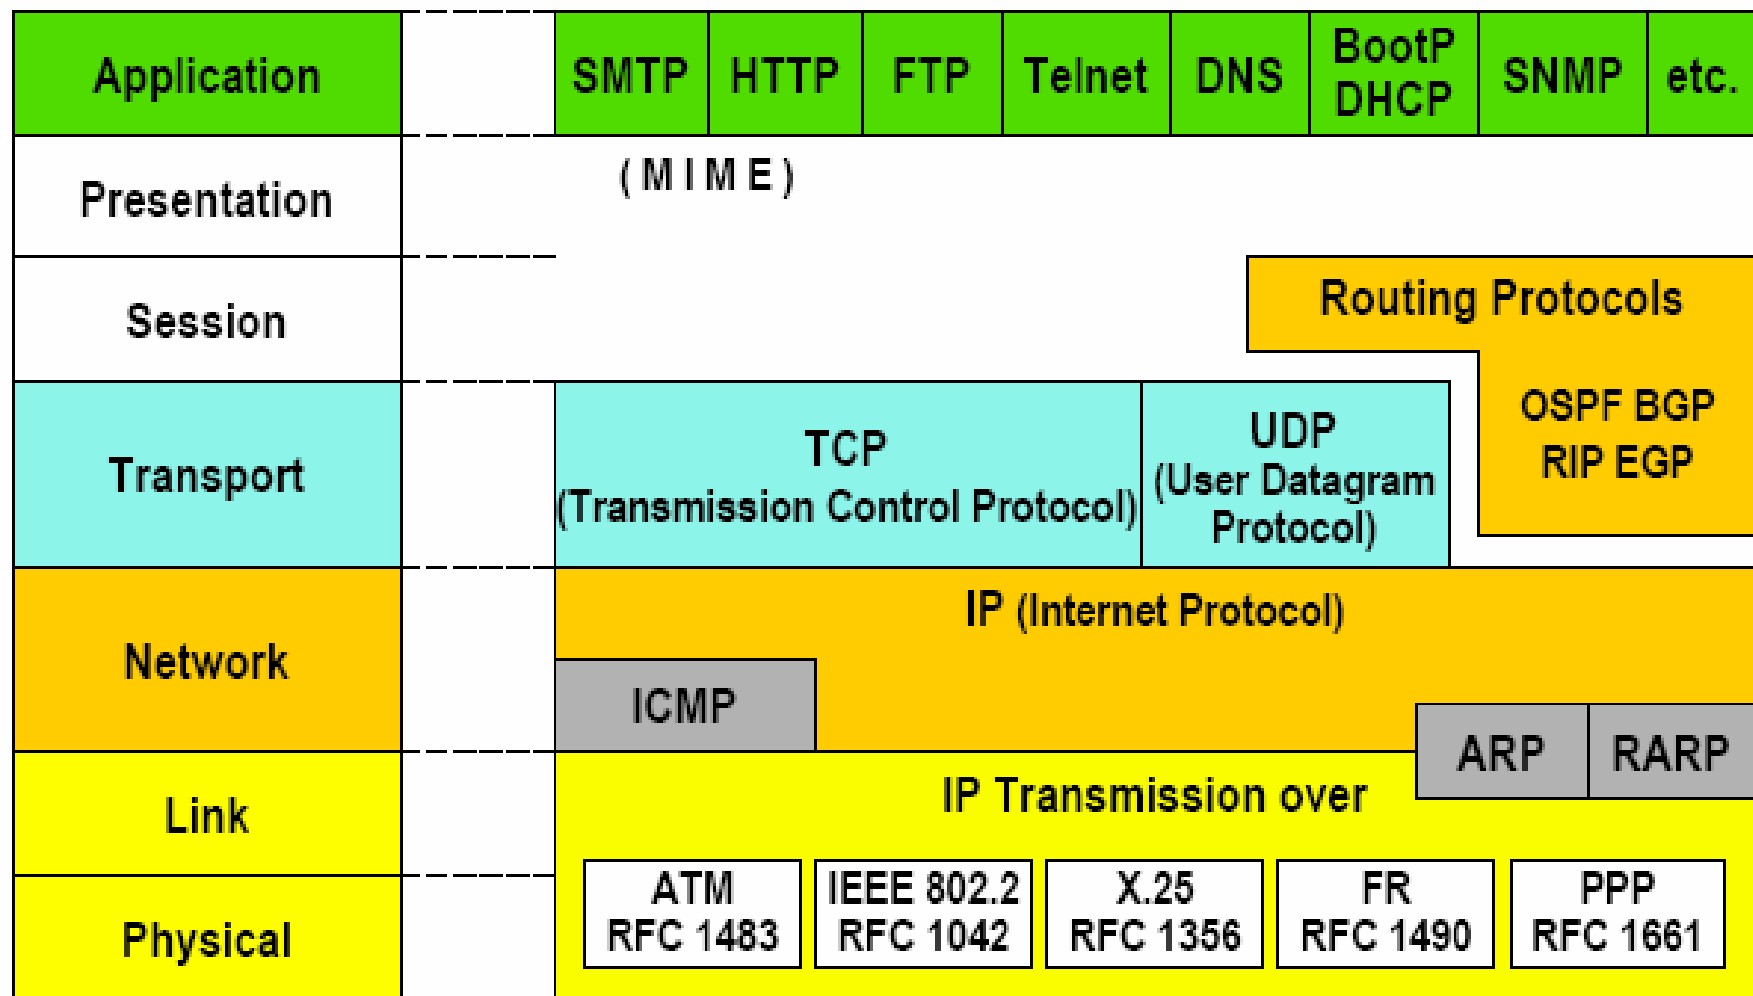 Application
SMTP
HTTP
FTP
Telnet
DNS
BootP
DHCP
SNMP
etc.
Presentation
( M I M E )
Session
Routing Protocols
OSPF BGP
RIP EGP
Transport
TCP
(Transmission Control Protocol)
UDP
(User Datagram
Protocol)
Network
IP (Internet Protocol)
ICMP
ARP
RARP
Link
IP Transmission over
Physical
ATM
RFC 1483
IEEE 802.2
RFC 1042
X.25
RFC 1356
FR
RFC 1490
PPP
RFC 1661